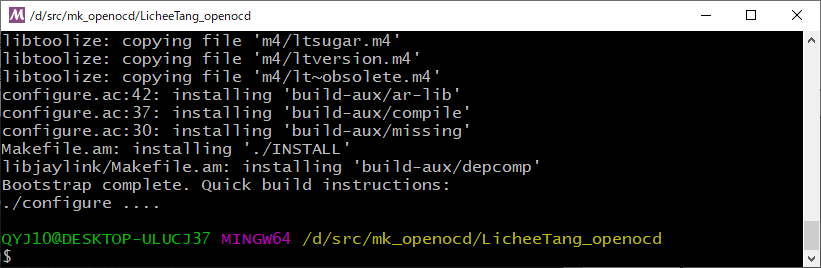 /d/src/mk_openocd/LicheeTang_openocd
libtoolize: copying file 'm4/ltsugar.m4'
libtoolize: copying file 'm4/ltversion.m4'
libtoolize: copying file 'm4/lt~obsolete.m4'
configure.ac:42: installing 'build-aux/ar-lib'
configure.ac:37: installing 'build-aux/compile'
configure.ac:30: installing 'build-aux/missing'
Makefile.am: installing './INSTALL'
libjaylink/Makefile.am: installing 'build-aux/depcomp'
Bootstrap complete. Quick build instructions:
./configure ....
QYJ10@DESKTOP-ULUCJ37 MINGW64 /d/src/mk_openocd/LicheeTang_openocd
$